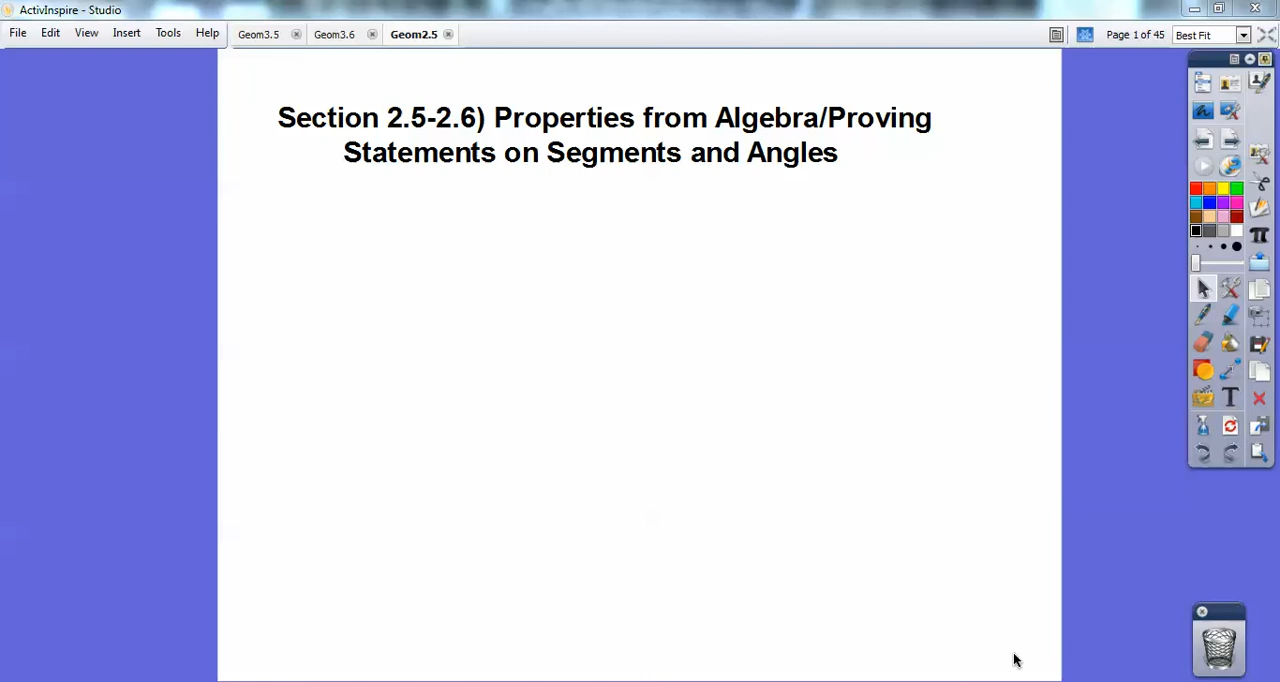 ActivInspire - Studio
File Edit View Insert Tools Help Geom3.5 Geom3.6 Geom2.5 Page 1 of 45 Best Fit
Section 2.5-2.6) Properties from Algebra/Proving
Statements on Segments and Angles
T